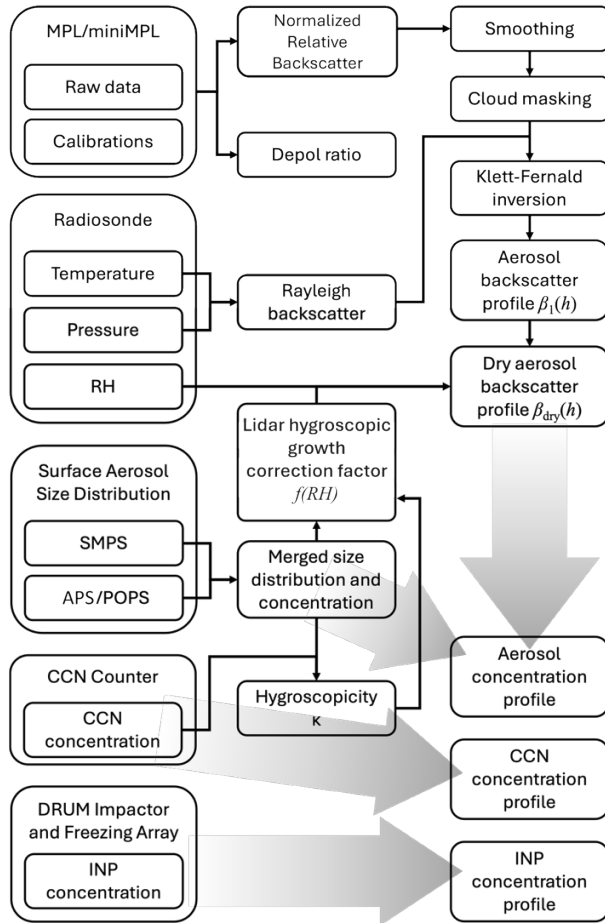 MPL/miniMPL
Raw data
Calibrations
Normalized
Relative
Backscatter
Depol ratio
Smoothing
Cloud masking
Klett-Fernald
inversion
Aerosol
backscatter
profile β₁(h)
Dry aerosol
backscatter
profile β_dry(h)
Radiosonde
Temperature
Pressure
RH
Rayleigh
backscatter
Lidar hygroscopic
growth
correction factor
f(RH)
Surface Aerosol
Size Distribution
SMPS
APS/POPS
Merged size
distribution and
concentration
CCN Counter
CCN
concentration
Hygroscopicity
κ
DRUM Impactor
and Freezing Array
INP
concentration
Aerosol
concentration
profile
CCN
concentration
profile
INP
concentration
profile